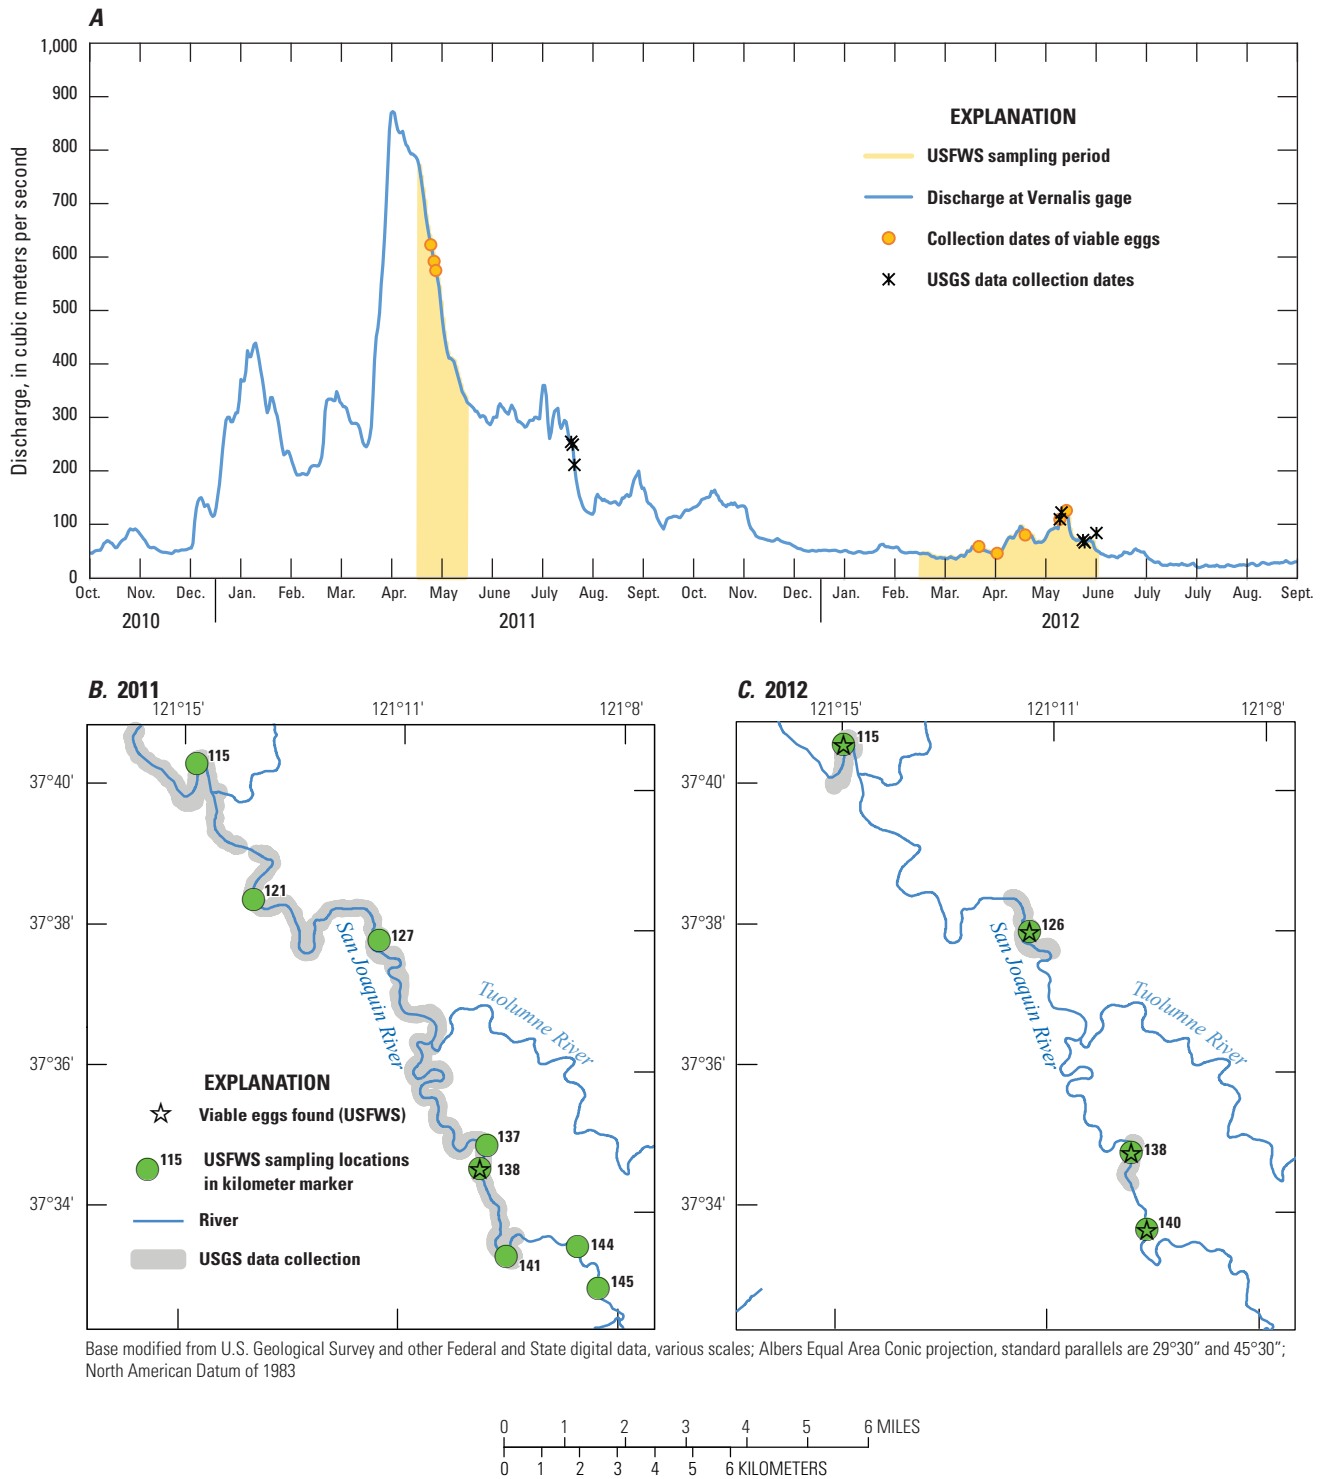 A
1,000
900
800
700
600
500
400
300
200
100
0
Discharge, in cubic meters per second
EXPLANATION
USFWS sampling period
Discharge at Vernalis gage
Collection dates of viable eggs
USGS data collection dates
Oct. Nov. Dec. Jan. Feb. Mar. Apr. May June July Aug. Sept. Oct. Nov. Dec. Jan. Feb. Mar. Apr. May June July July Aug. Sept.
2010 2011 2012
B. 2011
121°15' 121°11' 121°8'
37°40'
37°38'
37°36'
37°34'
115
121
127
San Joaquin River
Tuolumne River
137
138
141
144
145
EXPLANATION
Viable eggs found (USFWS)
115 USFWS sampling locations
in kilometer marker
River
USGS data collection
C. 2012
121°15' 121°11' 121°8'
37°40'
37°38'
37°36'
37°34'
115
126
San Joaquin River
Tuolumne River
138
140
Base modified from U.S. Geological Survey and other Federal and State digital data, various scales; Albers Equal Area Conic projection, standard parallels are 29°30” and 45°30”;
North American Datum of 1983
0 1 2 3 4 5 6 MILES
0 1 2 3 4 5 6 KILOMETERS